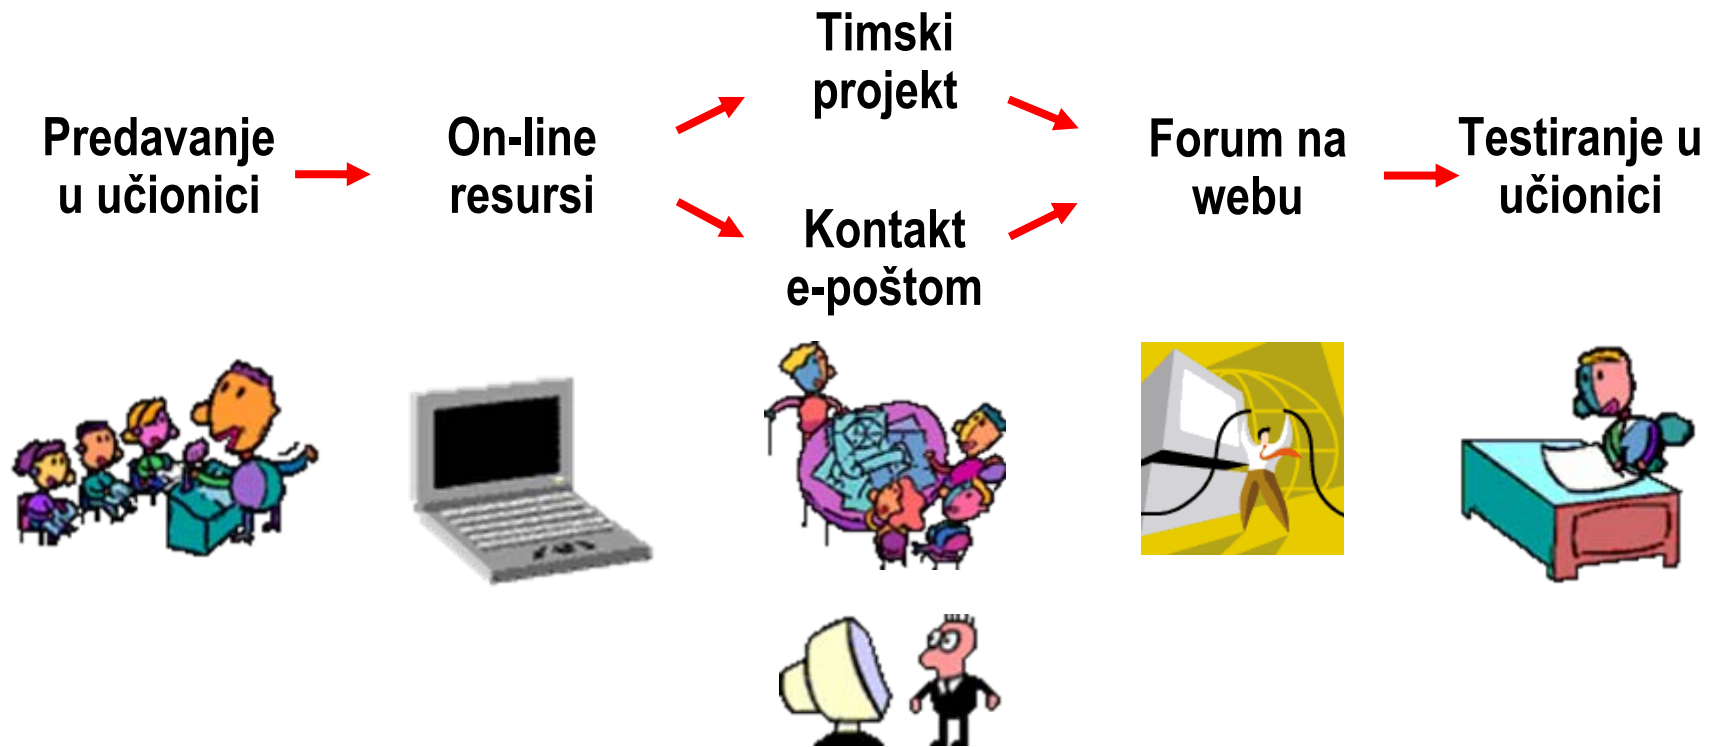 Predavanje
u učionici
On-line
resursi
Timski
projekt
Kontakt
e-poštom
Forum na
webu
Testiranje u
učionici